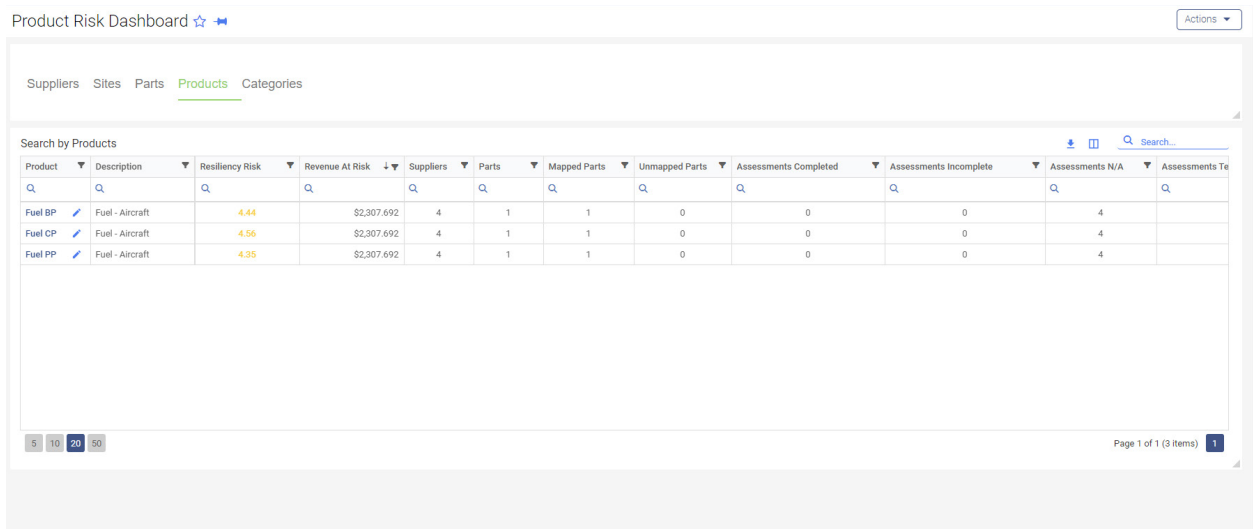 Product Risk Dashboard
Actions
Suppliers Sites Parts Products Categories
Search by Products
Search...
Product Description Resiliency Risk Revenue At Risk Suppliers Parts Mapped Parts Unmapped Parts Assessments Completed Assessments Incomplete Assessments N/A Assessments Te
Fuel BP Fuel - Aircraft 4.44 $2,307.692 4 1 1 0 0 0 4
Fuel CP Fuel - Aircraft 4.56 $2,307.692 4 1 1 0 0 0 4
Fuel PP Fuel - Aircraft 4.35 $2,307.692 4 1 1 0 0 0 4
5 10 20 50 Page 1 of 1 (3 items) 1